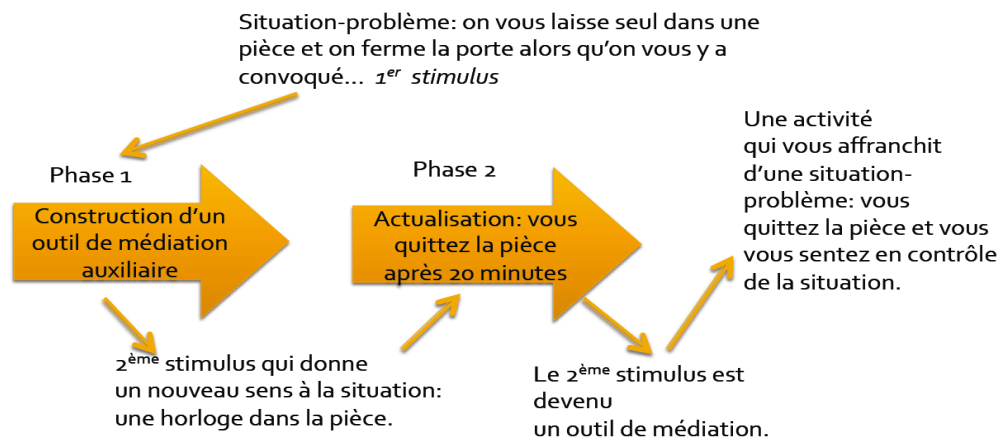 Situation-problème: on vous laisse seul dans une
pièce et on ferme la porte alors qu'on vous y a
convoqué... 1er stimulus
Phase 1
Construction d'un
outil de médiation
auxiliaire
2ème stimulus qui donne
un nouveau sens à la situation:
une horloge dans la pièce.
Phase 2
Actualisation: vous
quittez la pièce
après 20 minutes
Le 2ème stimulus est
devenu
un outil de médiation.
Une activité
qui vous affranchit
d'une situation-
problème: vous
quittez la pièce et vous
vous sentez en contrôle
de la situation.